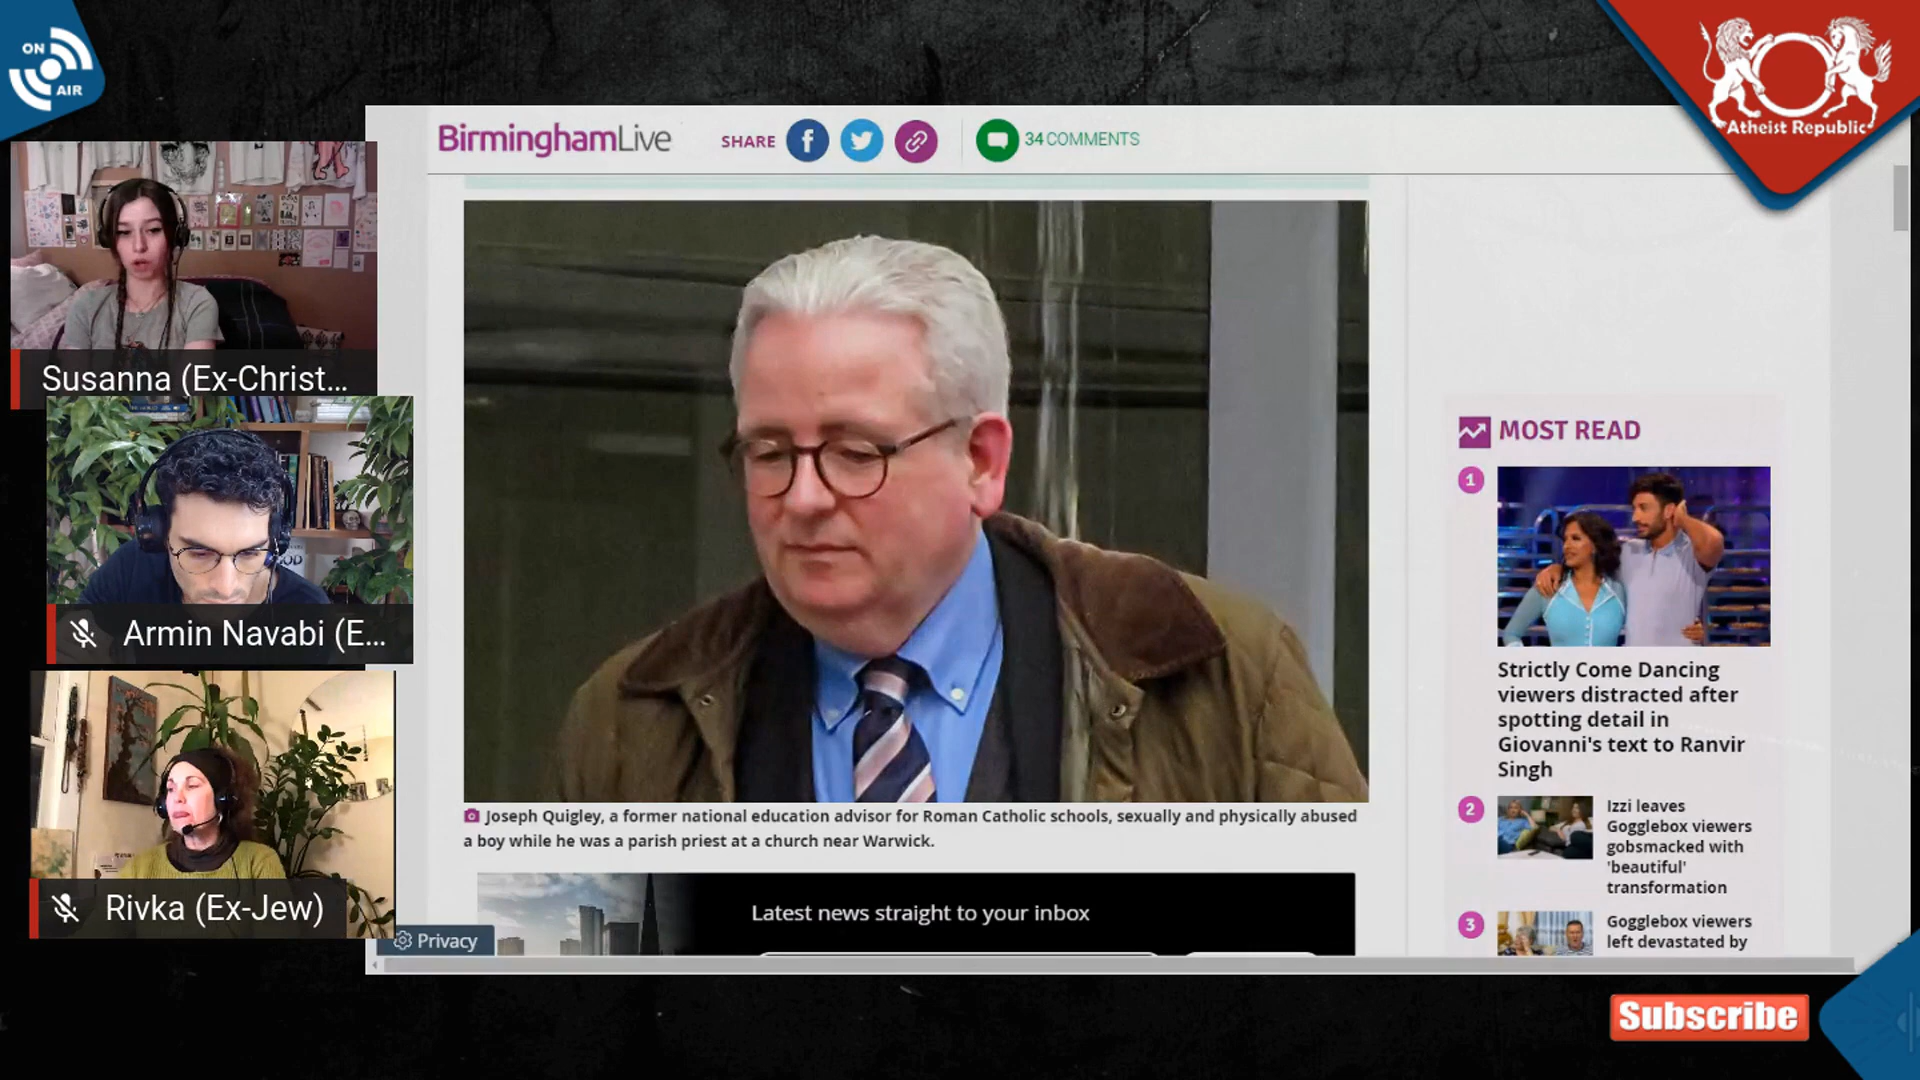 ON
AIR
Atheist Republic
BirminghamLive
SHARE
34 COMMENTS
Susanna (Ex-Christ...
Armin Navabi (E...
Rivka (Ex-Jew)
Joseph Quigley, a former national education advisor for Roman Catholic schools, sexually and physically abused
a boy while he was a parish priest at a church near Warwick.
Latest news straight to your inbox
Privacy
MOST READ
1
Strictly Come Dancing
viewers distracted after
spotting detail in
Giovanni's text to Ranvir
Singh
2
Izzi leaves
Gogglebox viewers
gobsmacked with
'beautiful'
transformation
3
Gogglebox viewers
left devastated by
Subscribe